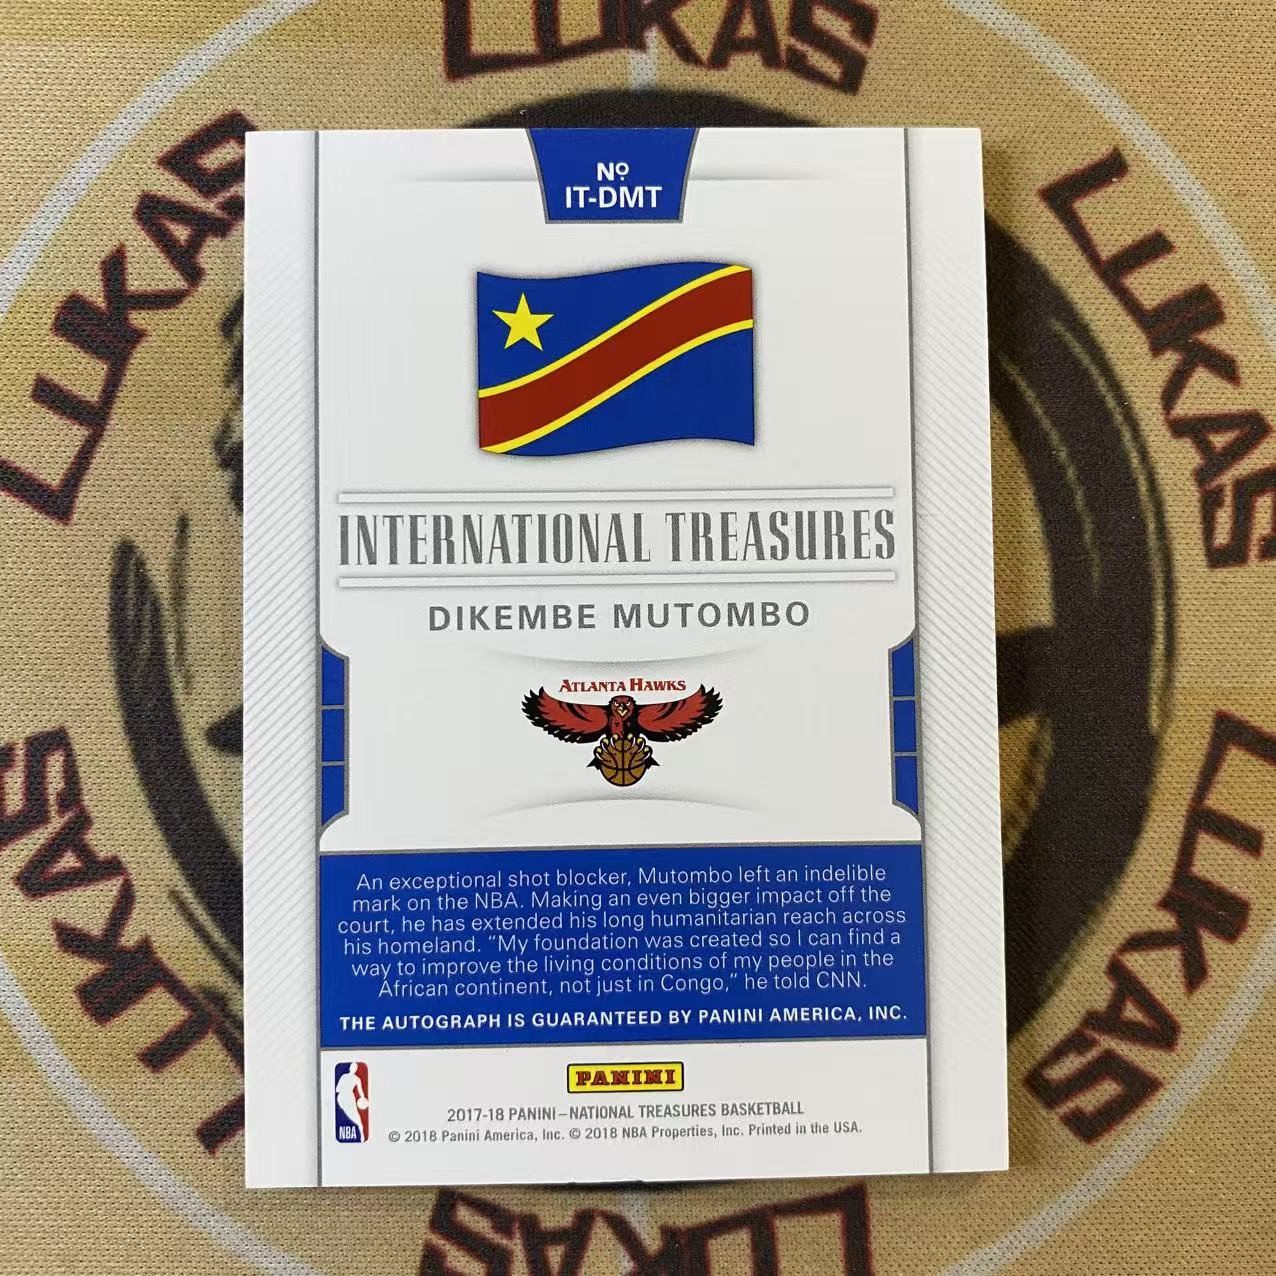 LUKAS
LUKAS
LUKAS
Nº
IT-DMT
INTERNATIONAL TREASURES
DIKEMBE MUTOMBO
ATLANTA HAWKS
An exceptional shot blocker, Mutombo left an indelible
mark on the NBA. Making an even bigger impact off the
court, he has extended his long humanitarian reach across
his homeland. “My foundation was created so I can find a
way to improve the living conditions of my people in the
African continent, not just in Congo,” he told CNN.
THE AUTOGRAPH IS GUARANTEED BY PANINI AMERICA, INC.
PANINI
NBA
2017-18 PANINI – NATIONAL TREASURES BASKETBALL
© 2018 Panini America, Inc. © 2018 NBA Properties, Inc. Printed in the USA.
LUKAS
LUKAS
LUKAS